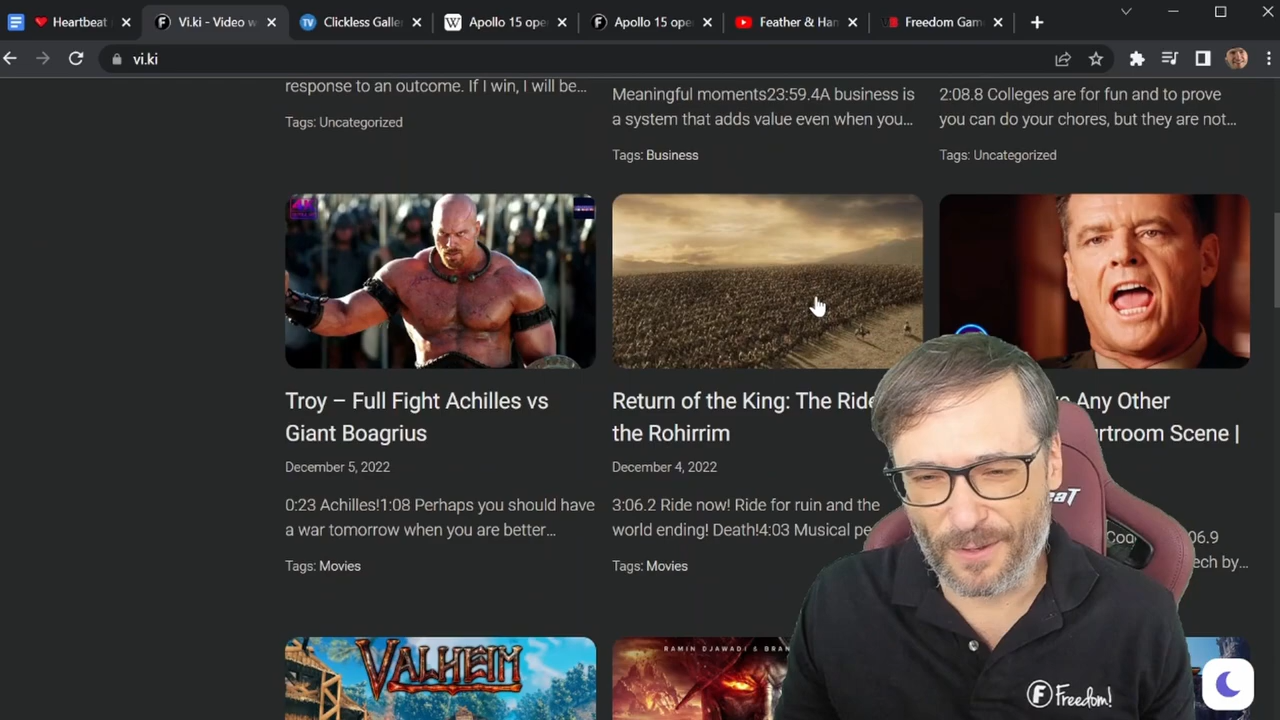 Heartbeat
Vi.ki - Video w
Clickless Galle
Apollo 15 ope
Apollo 15 ope
Feather & Han
Freedom Gam
vi.ki
response to an outcome. If I win, I will be...
Tags: Uncategorized
Meaningful moments23:59.4A business is
a system that adds value even when you...
Tags: Business
2:08.8 Colleges are for fun and to prove
you can do your chores, but they are not...
Tags: Uncategorized
Troy – Full Fight Achilles vs
Giant Boagrius
December 5, 2022
0:23 Achilles!1:08 Perhaps you should have
a war tomorrow when you are better...
Tags: Movies
Return of the King: The Ride
the Rohirrim
December 4, 2022
3:06.2 Ride now! Ride for ruin and the
world ending! Death!4:03 Musical pe
Tags: Movies
Any Other
rtroom Scene |
Cod
06.9
ech by...
VALHEIM
RAMIN DJAWADI & BRAN
F Freedom!